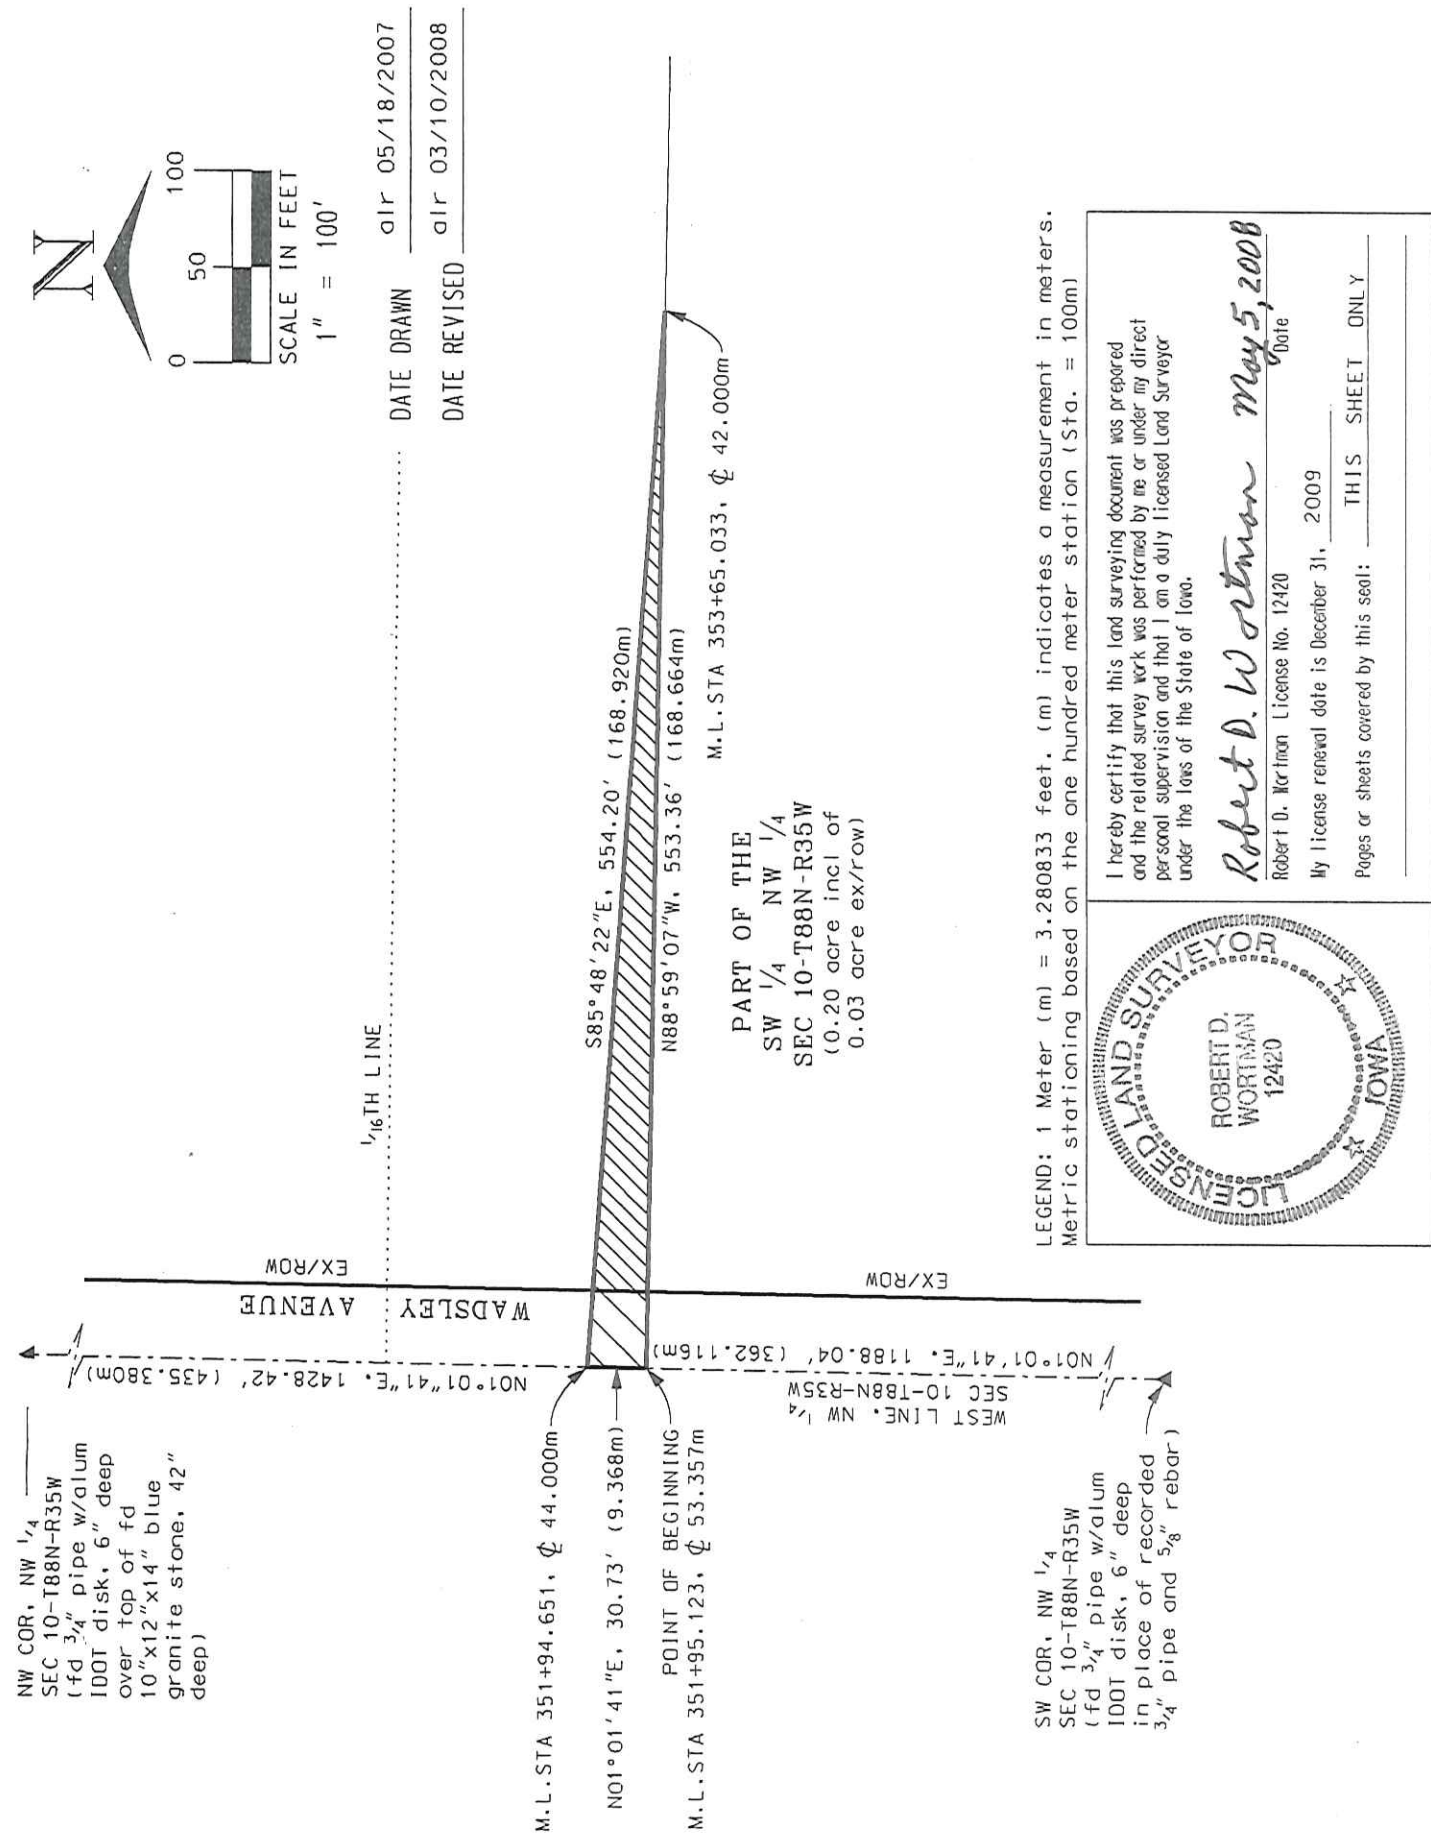 NW COR, NW 1/4
SEC 10-T88N-R35W
(fd 3/4" pipe w/alum
IDOT disk, 6" deep
over top of fd
10"x12"x14" blue
granite stone, 42"
deep)
N
0 50 100
SCALE IN FEET
1" = 100'
DATE DRAWN alr 05/18/2007
DATE REVISED alr 03/10/2008
N01°01"41"E, 1428.42' (435.380m)
WADSLEY AVENUE
EX/ROW
1/16TH LINE
M.L.STA 351+94.651, ℄ 44.000m
N01°01'41"E, 30.73' (9.368m)
POINT OF BEGINNING
M.L.STA 351+95.123, ℄ 53.357m
S85°48'22"E, 554.20' (168.920m)
N88°59'07"W, 553.36' (168.664m)
M.L.STA 353+65.033, ℄ 42.000m
PART OF THE
SW 1/4 NW 1/4
SEC 10-T88N-R35W
(0.20 acre incl of
0.03 acre ex/row)
N01°01'41"E, 1188.04' (362.116m)
WEST LINE, NW 1/4
SEC 10-T88N-R35W
EX/ROW
SW COR, NW 1/4
SEC 10-T88N-R35W
(fd 3/4" pipe w/alum
IDOT disk, 6" deep
in place of recorded
3/4" pipe and 5/8" rebar)
LEGEND: 1 Meter (m) = 3.280833 feet. (m) indicates a measurement in meters.
Metric stationing based on the one hundred meter station (Sta. = 100m)
LICENSED LAND SURVEYOR
ROBERT D.
WORTMAN
12420
IOWA
I hereby certify that this land surveying document was prepared
and the related survey work was performed by me or under my direct
personal supervision and that I am a duly licensed Land Surveyor
under the laws of the State of Iowa.
Robert D. Wortman May 5, 2008
Robert D. Wortman License No. 12420 Date
My license renewal date is December 31, 2009
Pages or sheets covered by this seal: THIS SHEET ONLY